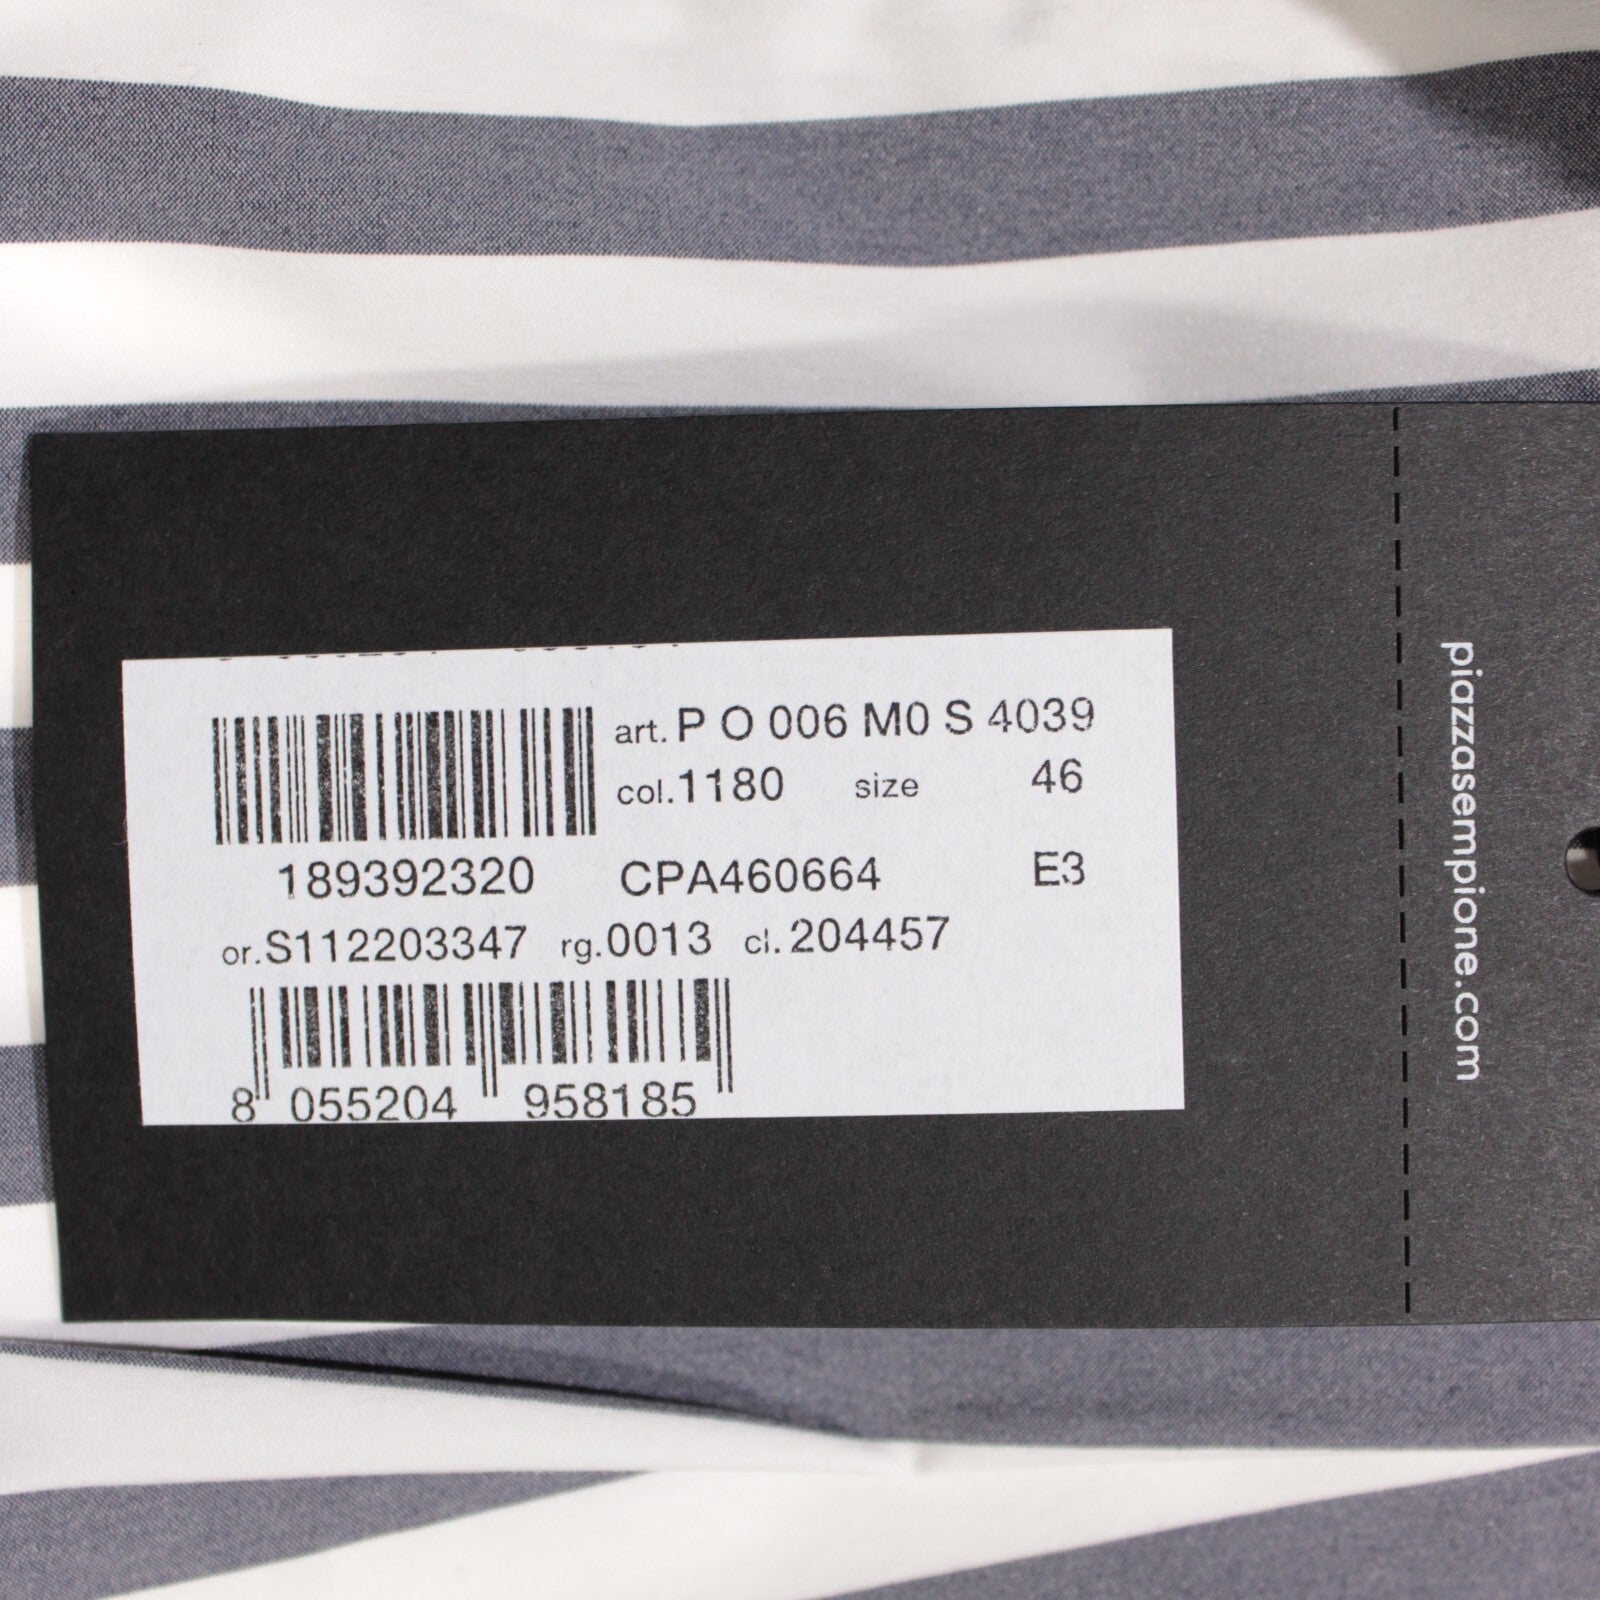 art. P O 006 M0 S 4039
col. 1180 size 46
189392320 CPA460664 E3
or. S112203347 rg. 0013 cl. 204457
8 055204 958185
piazzasempione.com